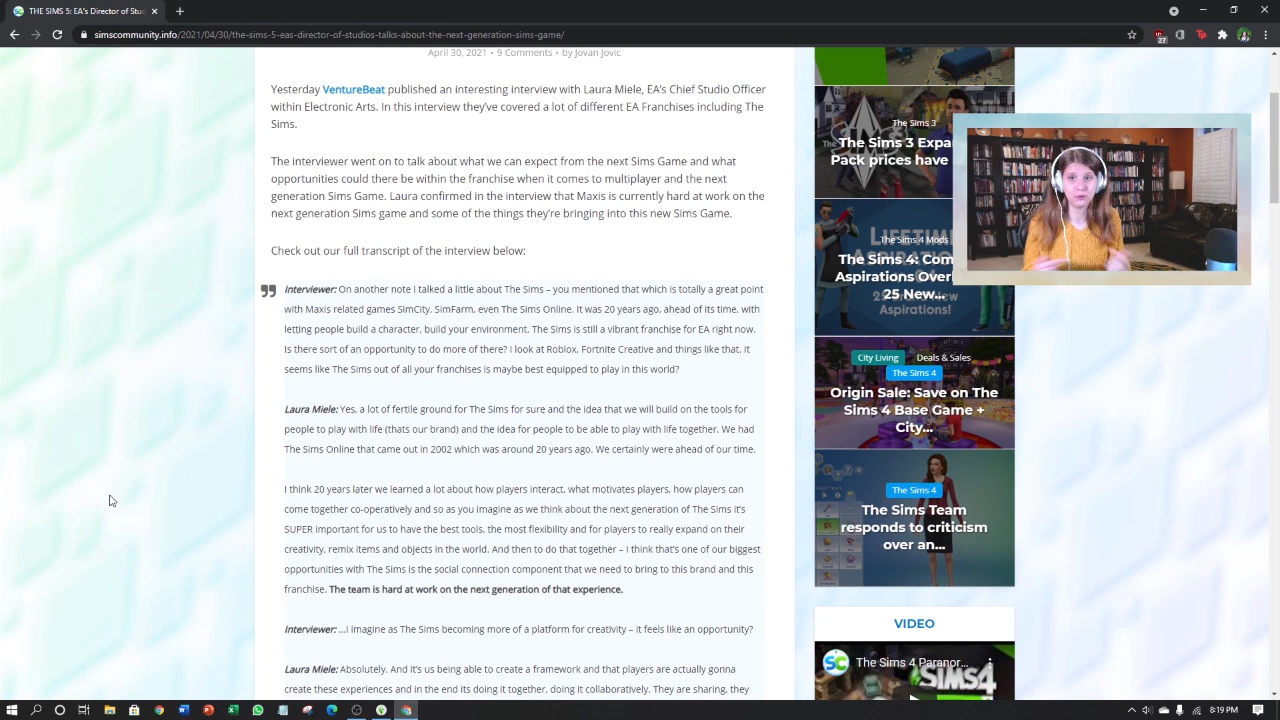 THE SIMS 5: EA's Director of Stud
simscommunity.info/2021/04/30/the-sims-5-eas-director-of-studios-talks-about-the-next-generation-sims-game/
27
April 30, 2021 • 9 Comments • by Jovan Jovic
Yesterday VentureBeat published an interesting interview with Laura Miele, EA's Chief Studio Officer
within Electronic Arts. In this interview they've covered a lot of different EA Franchises including The
Sims.
The interviewer went on to talk about what we can expect from the next Sims Game and what
opportunities could there be within the franchise when it comes to multiplayer and the next
generation Sims Game. Laura confirmed in the interview that Maxis is currently hard at work on the
next generation Sims game and some of the things they're bringing into this new Sims Game.
Check out our full transcript of the interview below:
Interviewer: On another note I talked a little about The Sims – you mentioned that which is totally a great point
with Maxis related games SimCity, SimFarm, even The Sims Online. It was 20 years ago, ahead of its time, with
letting people build a character, build your environment. The Sims is still a vibrant franchise for EA right now.
Is there sort of an opportunity to do more of there? I look at Roblox, Fortnite Creative and things like that. It
seems like The Sims out of all your franchises is maybe best equipped to play in this world?
Laura Miele: Yes, a lot of fertile ground for The Sims for sure and the idea that we will build on the tools for
people to play with life (thats our brand) and the idea for people to be able to play with life together. We had
The Sims Online that came out in 2002 which was around 20 years ago. We certainly were ahead of our time.
I think 20 years later we learned a lot about how players interact, what motivates players, how players can
come together co-operatively and so as you imagine as we think about the next generation of The Sims it's
SUPER important for us to have the best tools, the most flexibility and for players to really expand on their
creativity, remix items and objects in the world. And then to do that together – I think that's one of our biggest
opportunities with The Sims is the social connection component that we need to bring to this brand and this
franchise. The team is hard at work on the next generation of that experience.
Interviewer: …I imagine as The Sims becoming more of a platform for creativity – it feels like an opportunity?
Laura Miele: Absolutely. And it's us being able to create a framework and that players are actually gonna
create these experiences and in the end its doing it together, doing it collaboratively. They are sharing, they
The Sims 3
The Sims 3 Expa
Pack prices have
The Sims 4 Mods
The Sims 4: Com
Aspirations Over
25 New...
Aspirations!
City Living
Deals & Sales
The Sims 4
Origin Sale: Save on The
Sims 4 Base Game +
City...
The Sims 4
The Sims Team
responds to criticism
over an...
VIDEO
SC
The Sims 4 Paranor...
SIMS4
8:19 PM